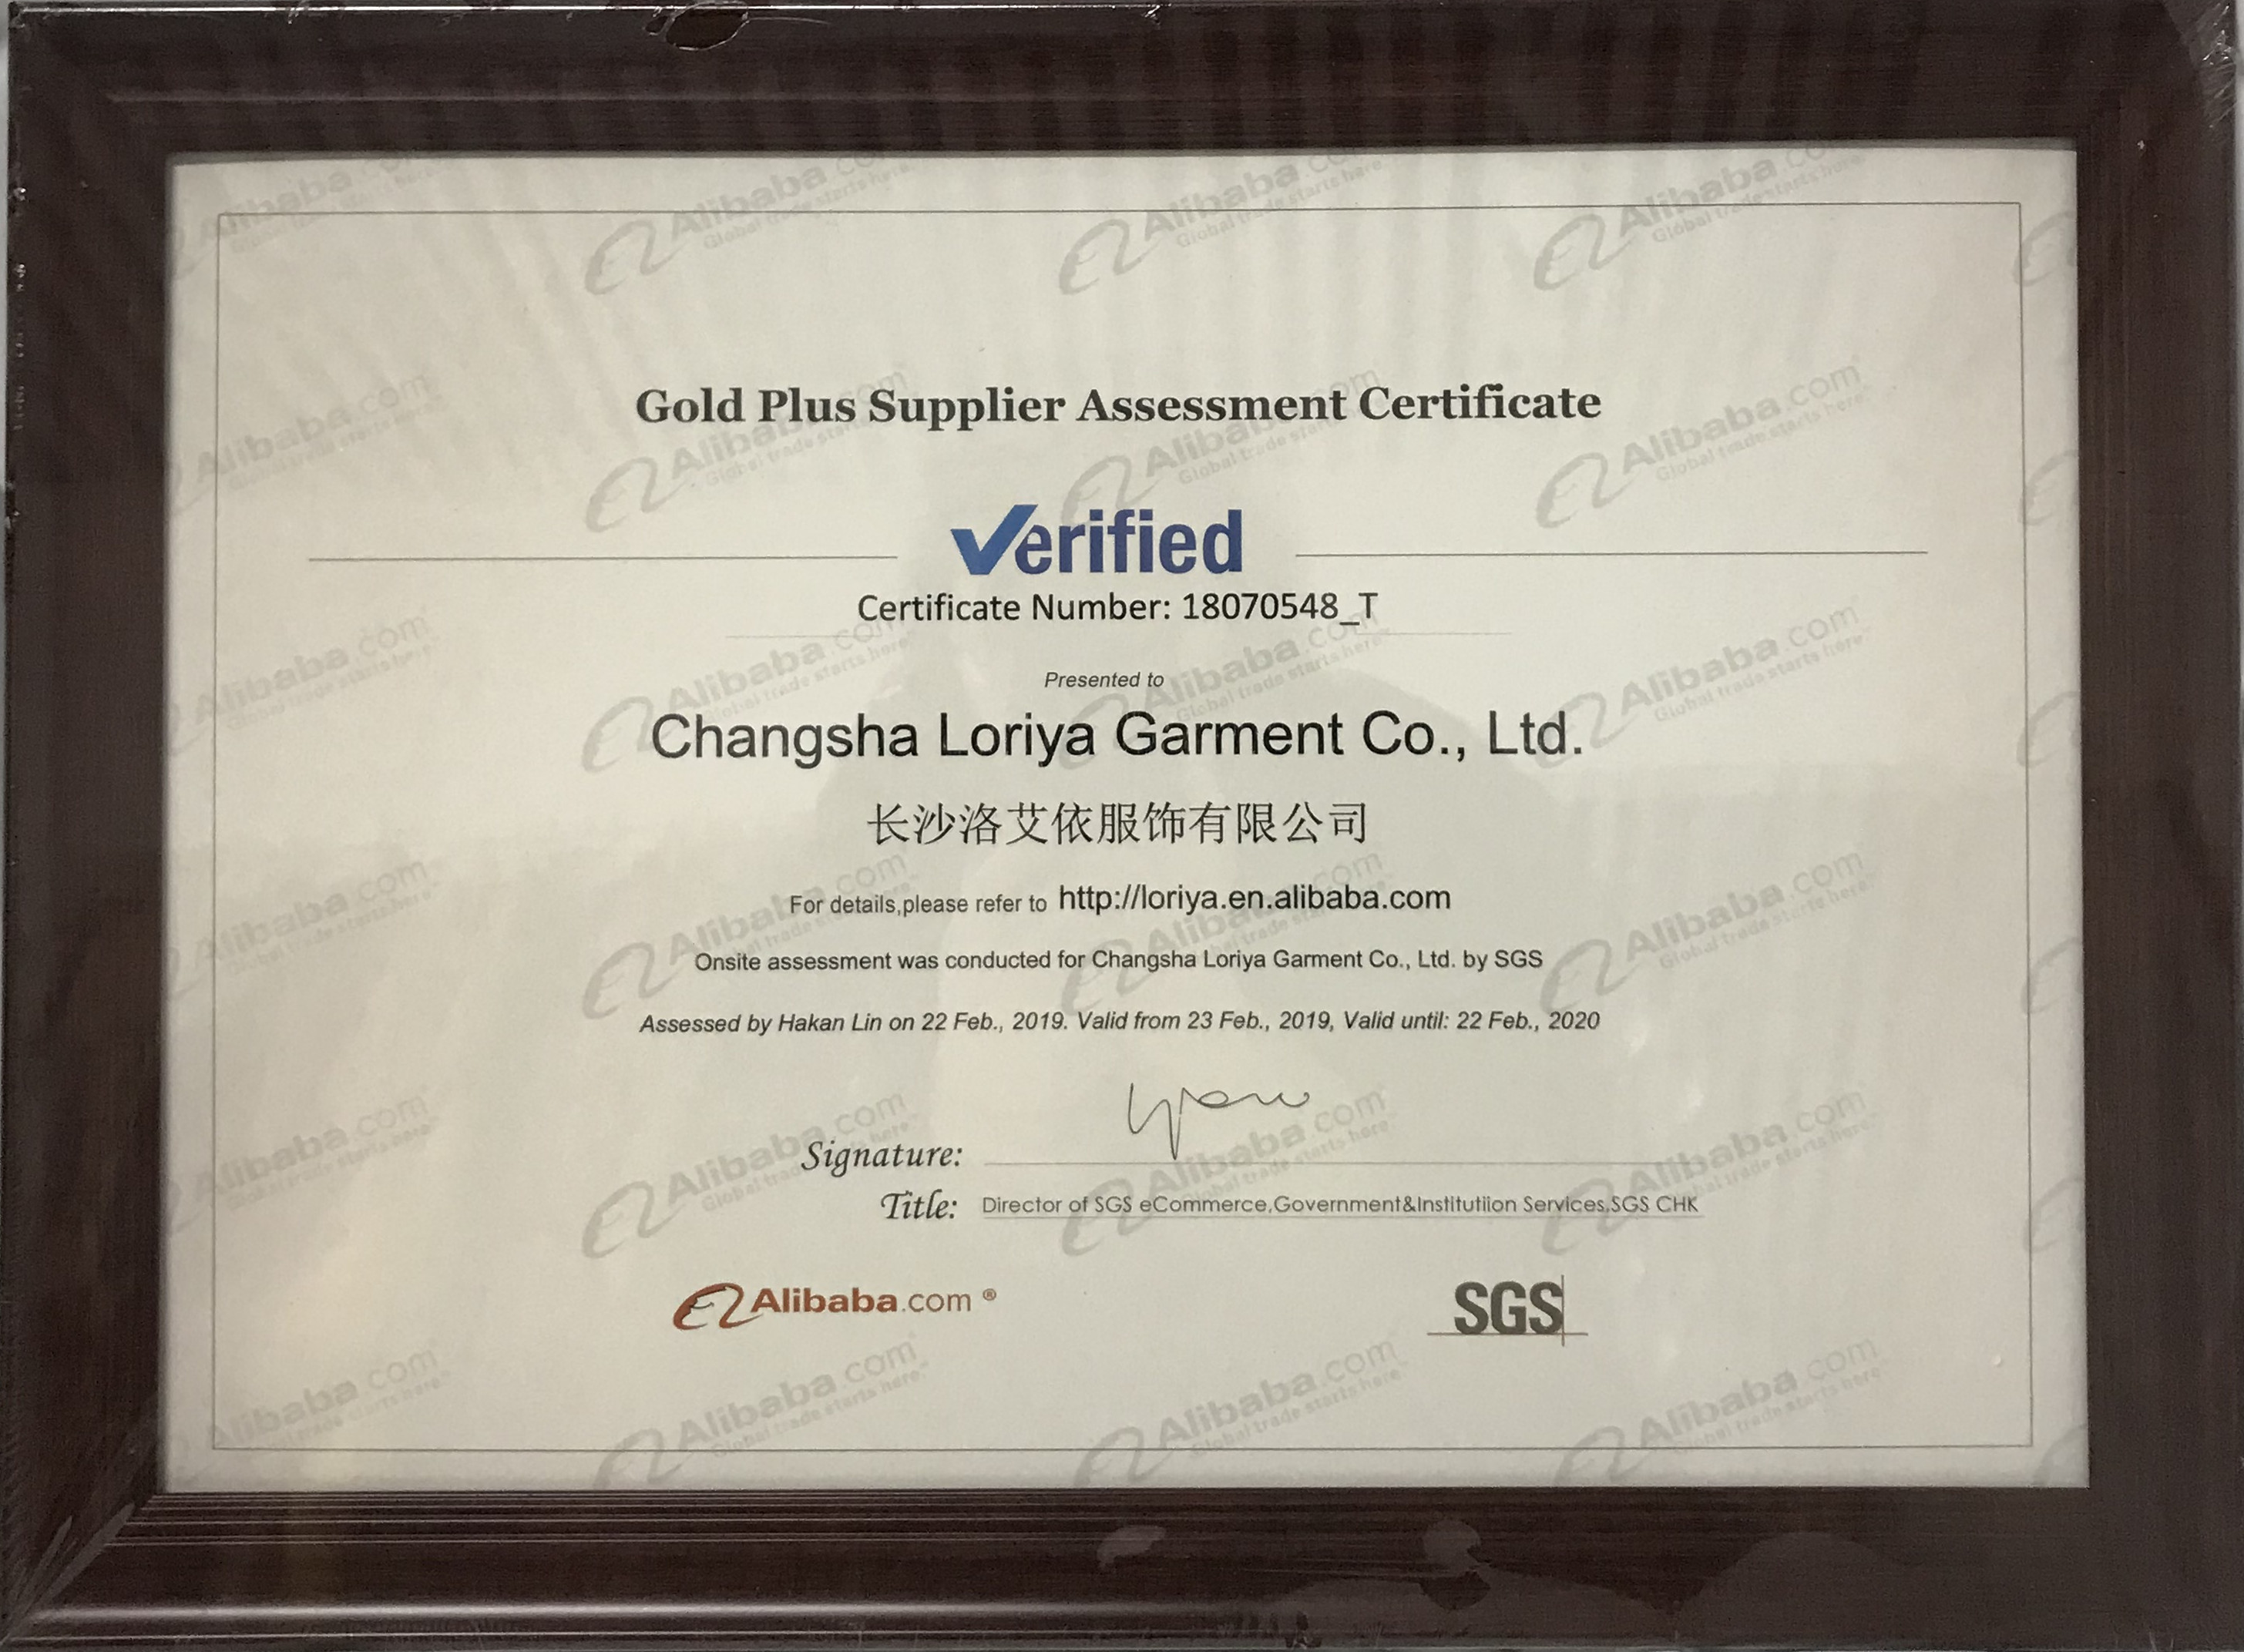 Gold Plus Supplier Assessment Certificate
Verified
Certificate Number: 18070548_T
Presented to
Changsha Loriya Garment Co., Ltd.
长沙洛艾依服饰有限公司
For details,please refer to http://loriya.en.alibaba.com
Onsite assessment was conducted for Changsha Loriya Garment Co., Ltd. by SGS
Assessed by Hakan Lin on 22 Feb., 2019. Valid from 23 Feb., 2019, Valid until: 22 Feb., 2020
Signature:
Title: Director of SGS eCommerce,Government&Institutiion Services,SGS CHK
Alibaba.com ®
SGS